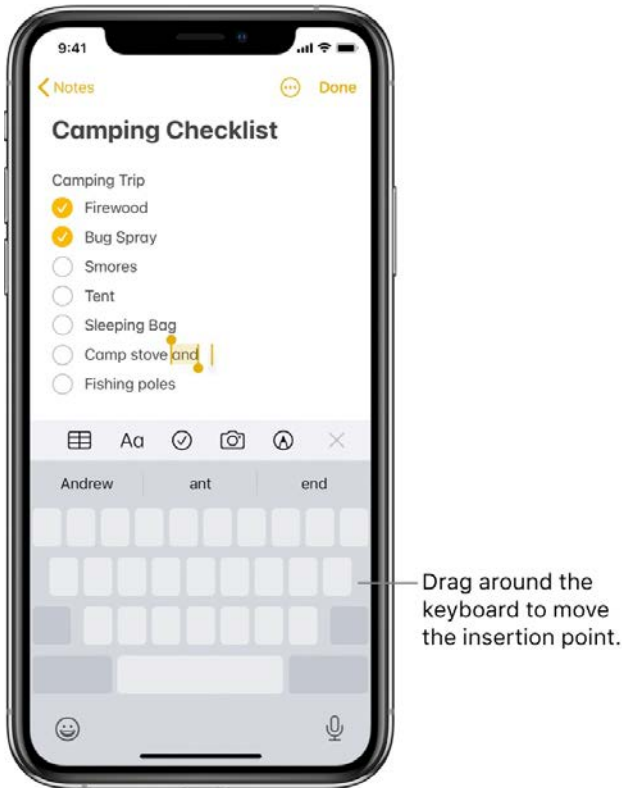 9:41
Notes
Done
Camping Checklist
Camping Trip
Firewood
Bug Spray
Smores
Tent
Sleeping Bag
Camp stove and
Fishing poles
Aa
Andrew ant end
Drag around the
keyboard to move
the insertion point.